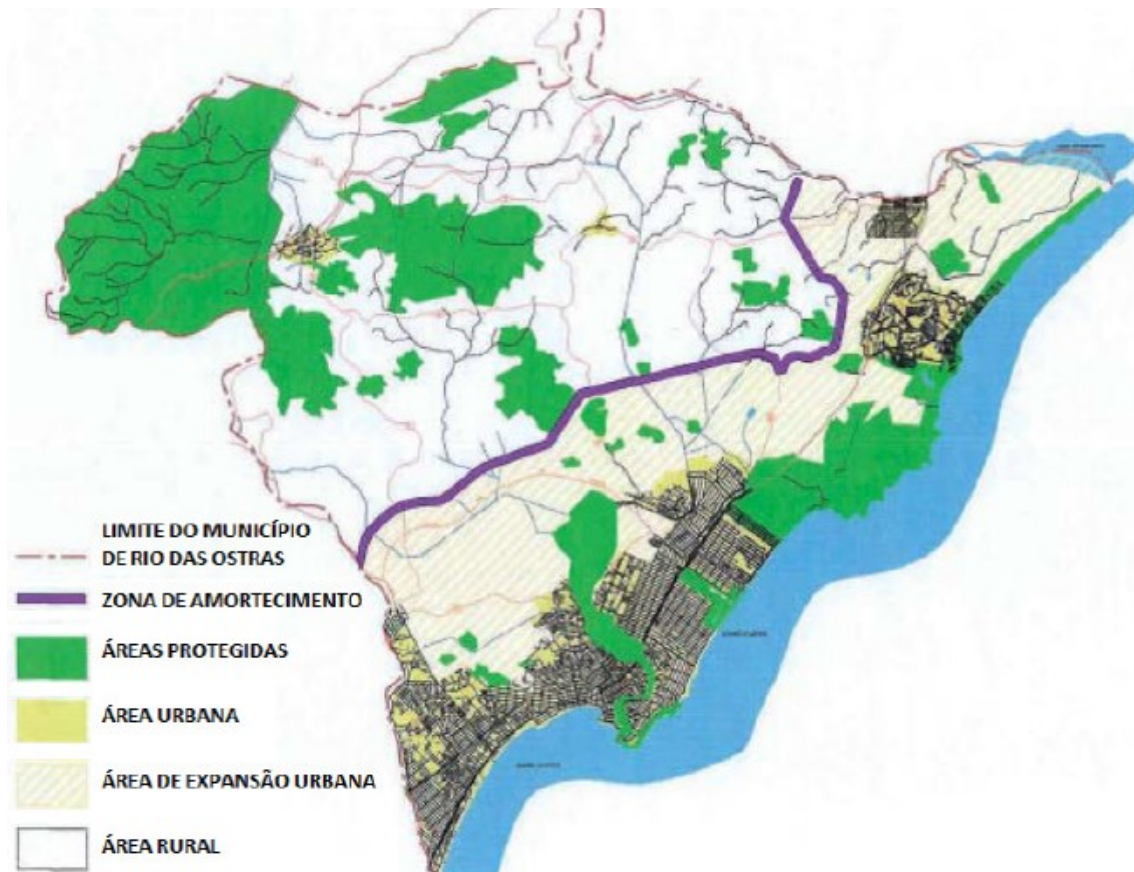 LIMITE DO MUNICÍPIO
DE RIO DAS OSTRAS
ZONA DE AMORTECIMENTO
ÁREAS PROTEGIDAS
ÁREA URBANA
ÁREA DE EXPANSÃO URBANA
ÁREA RURAL